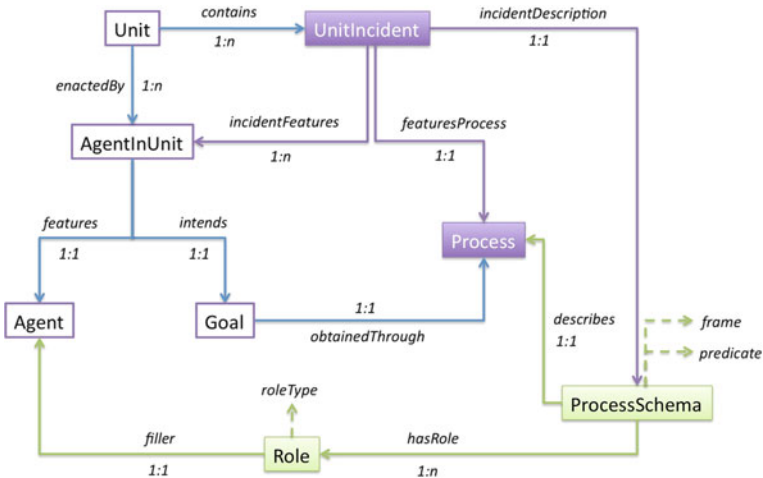 contains
incidentDescription
Unit
UnitIncident
1:n
1:1
enactedBy
1:n
incidentFeatures
featuresProcess
AgentInUnit
1:n
1:1
features
intends
1:1
1:1
Process
Agent
Goal
1:1
obtainedThrough
describes
1:1
frame
predicate
roleType
ProcessSchema
filler
hasRole
Role
1:1
1:n